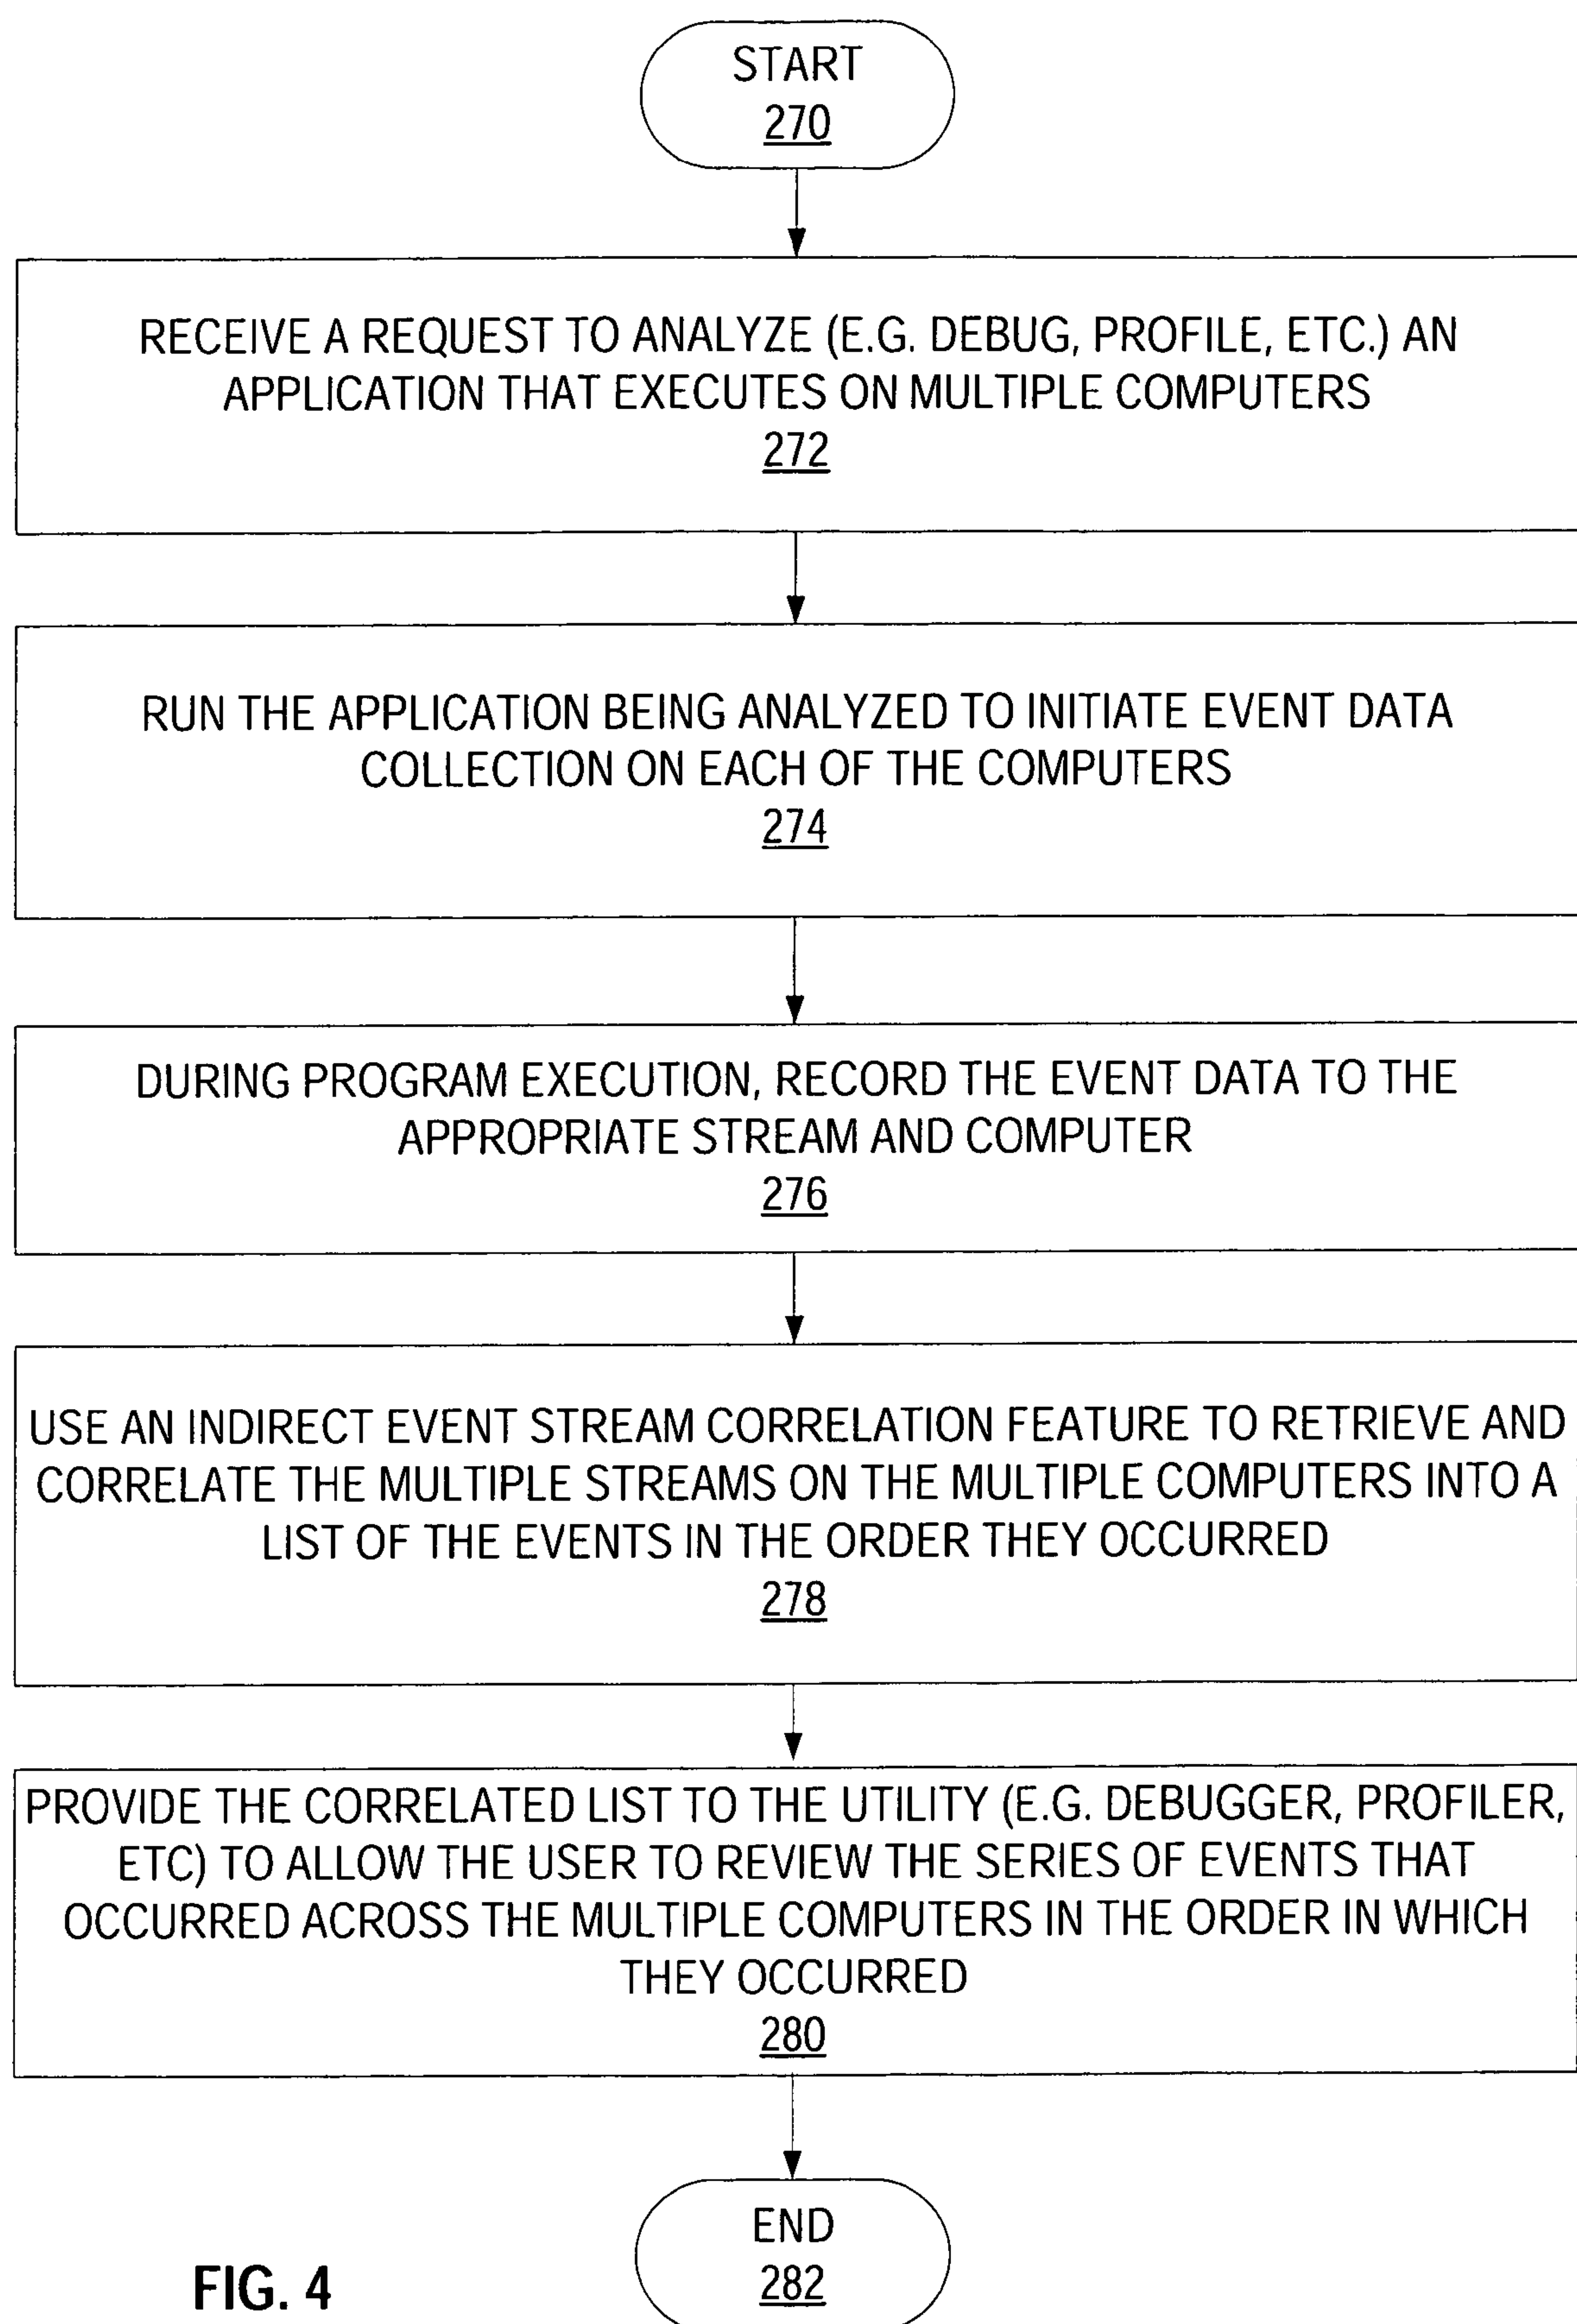 START
270
RECEIVE A REQUEST TO ANALYZE (E.G. DEBUG, PROFILE, ETC.) AN
APPLICATION THAT EXECUTES ON MULTIPLE COMPUTERS
272
RUN THE APPLICATION BEING ANALYZED TO INITIATE EVENT DATA
COLLECTION ON EACH OF THE COMPUTERS
274
DURING PROGRAM EXECUTION, RECORD THE EVENT DATA TO THE
APPROPRIATE STREAM AND COMPUTER
276
USE AN INDIRECT EVENT STREAM CORRELATION FEATURE TO RETRIEVE AND
CORRELATE THE MULTIPLE STREAMS ON THE MULTIPLE COMPUTERS INTO A
LIST OF THE EVENTS IN THE ORDER THEY OCCURRED
278
PROVIDE THE CORRELATED LIST TO THE UTILITY (E.G. DEBUGGER, PROFILER,
ETC) TO ALLOW THE USER TO REVIEW THE SERIES OF EVENTS THAT
OCCURRED ACROSS THE MULTIPLE COMPUTERS IN THE ORDER IN WHICH
THEY OCCURRED
280
END
282
FIG. 4